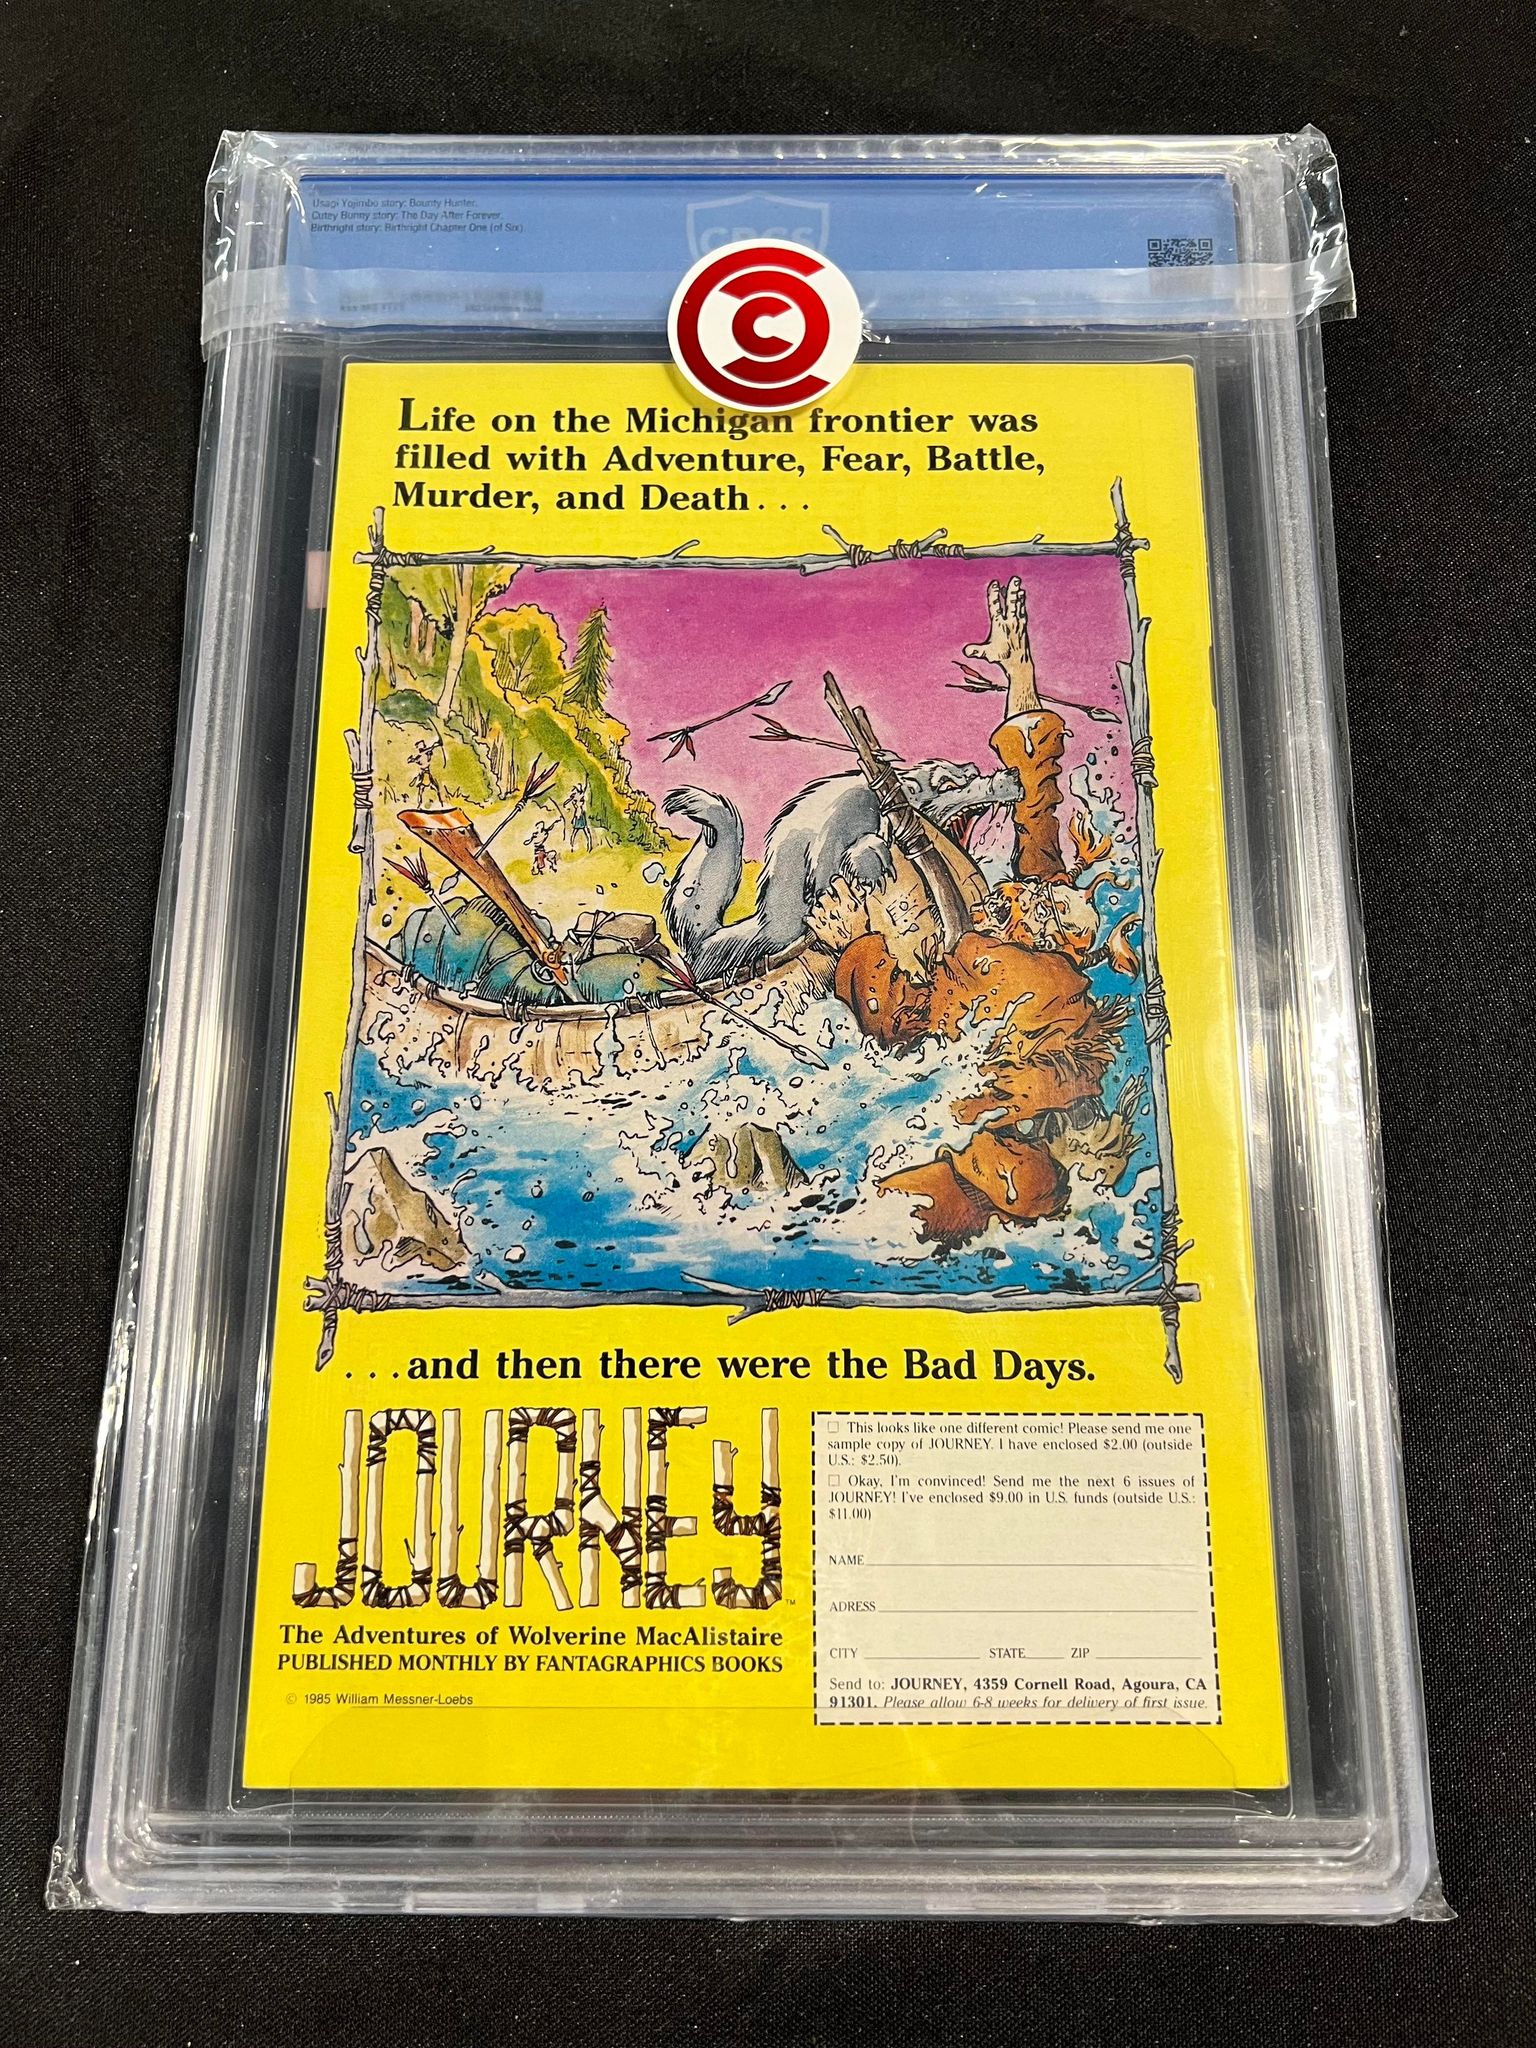 Usagi Yojimbo story: Bounty Hunter.
Cutey Bunny story: The Day After Forever.
Birthright story: Birthright Chapter One (of Six).
CBCS
C
Life on the Michigan frontier was
filled with Adventure, Fear, Battle,
Murder, and Death . . .
. . . and then there were the Bad Days.
JOURNEY™
The Adventures of Wolverine MacAlistaire
PUBLISHED MONTHLY BY FANTAGRAPHICS BOOKS
© 1985 William Messner-Loebs
☐ This looks like one different comic! Please send me one
sample copy of JOURNEY. I have enclosed $2.00 (outside
U.S.: $2.50).
☐ Okay, I'm convinced! Send me the next 6 issues of
JOURNEY! I've enclosed $9.00 in U.S. funds (outside U.S.:
$11.00)
NAME
ADRESS
CITY STATE ZIP
Send to: JOURNEY, 4359 Cornell Road, Agoura, CA
91301. Please allow 6-8 weeks for delivery of first issue.